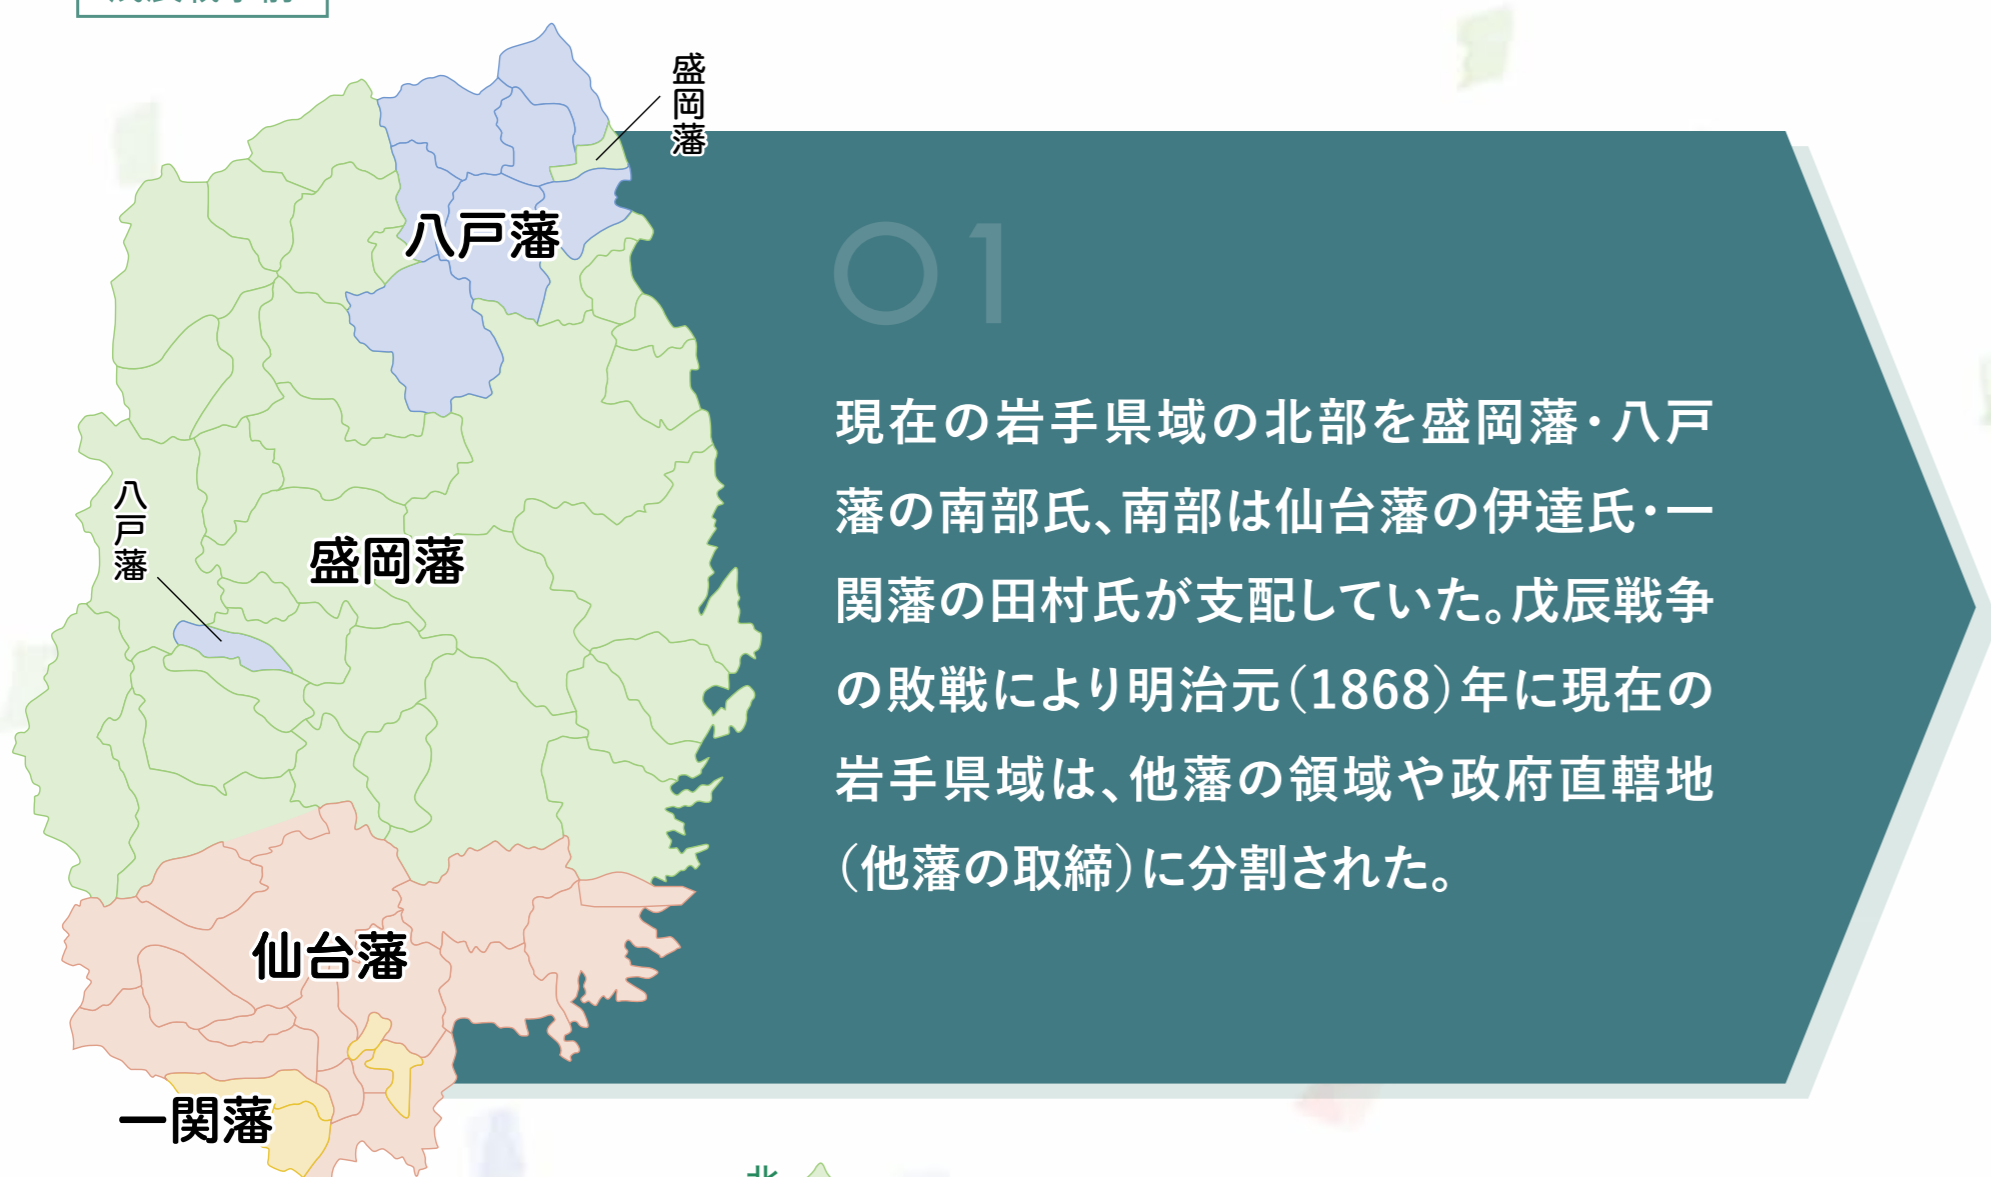 盛岡藩
八戸藩
01
現在の岩手県域の北部を盛岡藩・八戸
藩の南部氏、南部は仙台藩の伊達氏・一
関藩の田村氏が支配していた。戊辰戦争
の敗戦により明治元（1868）年に現在の
岩手県域は、他藩の領域や政府直轄地
（他藩の取締）に分割された。
八戸藩
盛岡藩
仙台藩
一関藩